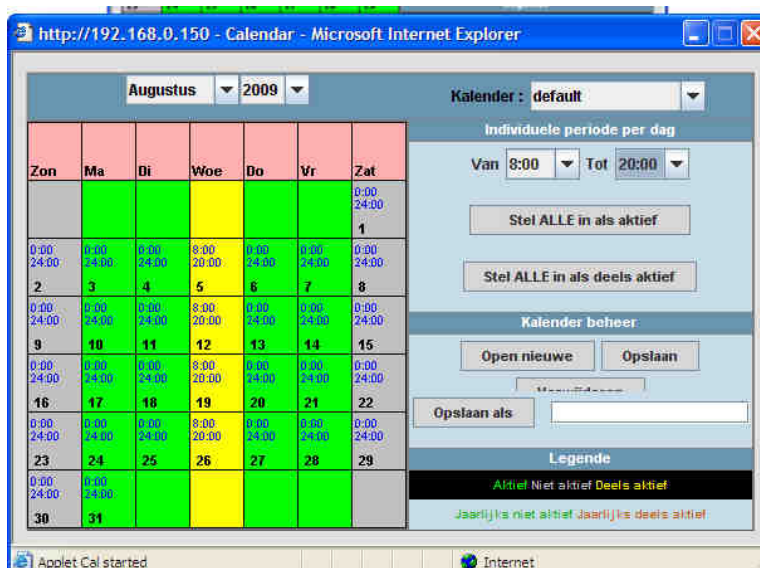 http://192.168.0.150 - Calendar - Microsoft Internet Explorer
Augustus 2009 Kalender : default
Individuele periode per dag
Van 8:00 Tot 20:00
Zon Ma Di Woe Do Vr Zat
0:00
24:00
1
Stel ALLE in als aktief
0:00 0:00 0:00 8:00 0:00 0:00 0:00
24:00 24:00 24:00 20:00 24:00 24:00 24:00
2 3 4 5 6 7 8
Stel ALLE in als deels aktief
0:00 0:00 0:00 8:00 0:00 0:00 0:00
24:00 24:00 24:00 20:00 24:00 24:00 24:00
9 10 11 12 13 14 15
Kalender beheer
0:00 0:00 0:00 8:00 0:00 0:00 0:00
24:00 24:00 24:00 20:00 24:00 24:00 24:00
16 17 18 19 20 21 22
Open nieuwe Opslaan
Opslaan als
0:00 0:00 0:00 8:00 0:00 0:00 0:00
24:00 24:00 24:00 20:00 24:00 24:00 24:00
23 24 25 26 27 28 29
Legende
0:00 0:00
24:00 24:00
30 31
Aktief Niet aktief Deels aktief
Jaarlijks niet aktief Jaarlijks deels aktief
Applet Cal started Internet